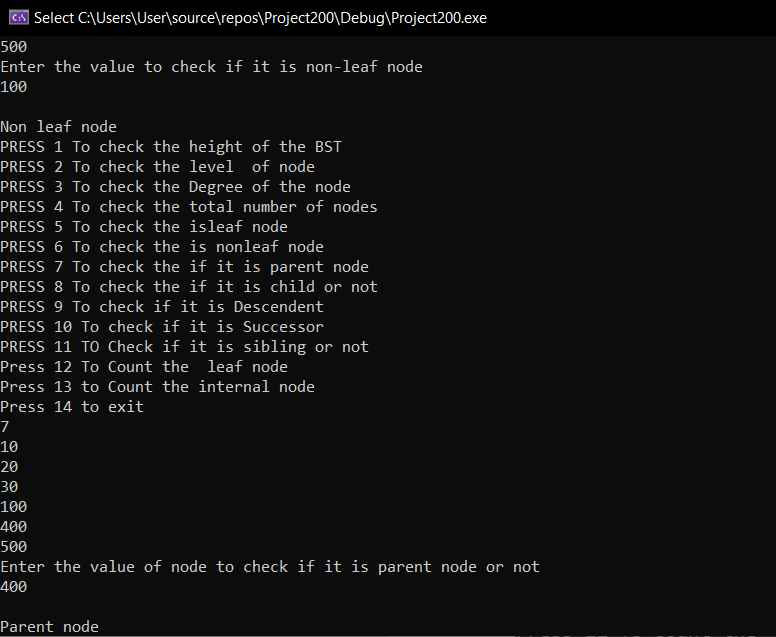 Select C:\Users\User\source\repos\Project200\Debug\Project200.exe
500
Enter the value to check if it is non-leaf node
100
Non leaf node
PRESS 1 To check the height of the BST
PRESS 2 To check the level  of node
PRESS 3 To check the Degree of the node
PRESS 4 To check the total number of nodes
PRESS 5 To check the isleaf node
PRESS 6 To check the is nonleaf node
PRESS 7 To check the if it is parent node
PRESS 8 To check the if it is child or not
PRESS 9 To check if it is Descendent
PRESS 10 To check if it is Successor
PRESS 11 TO Check if it is sibling or not
Press 12 To Count the  leaf node
Press 13 to Count the internal node
Press 14 to exit
7
10
20
30
100
400
500
Enter the value of node to check if it is parent node or not
400
Parent node